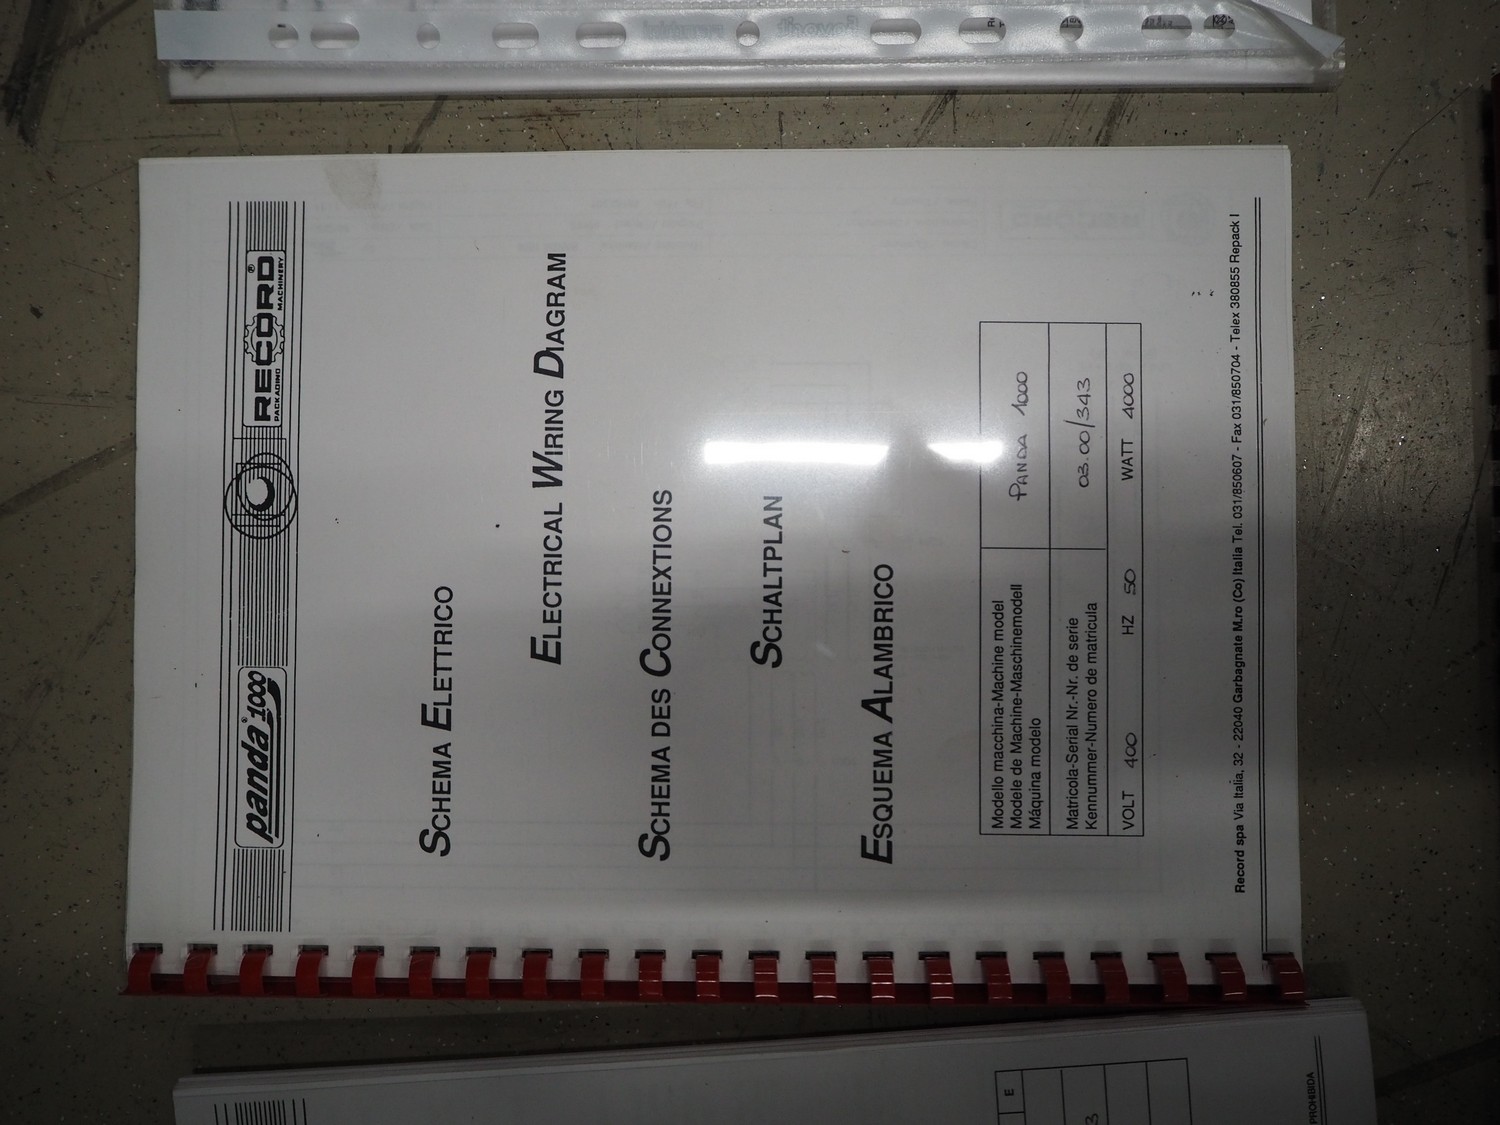 panda® 1000
RECORD®
PACKAGING MACHINERY
SCHEMA ELETTRICO
ELECTRICAL WIRING DIAGRAM
SCHEMA DES CONNEXTIONS
SCHALTPLAN
ESQUEMA ALAMBRICO
Modello macchina-Machine model
Modele de Machine-Maschinemodell
Máquina modelo
PANDA 1000
Matricola-Serial Nr.-Nr. de serie
Kennummer-Numero de matricula
03.00/343
VOLT 400 HZ 50 WATT 4000
Record spa Via Italia, 32 - 22040 Garbagnate M.ro (Co) Italia Tel. 031/850607 - Fax 031/850704 - Telex 380855 Repack I
E
3
PROHIBIDA